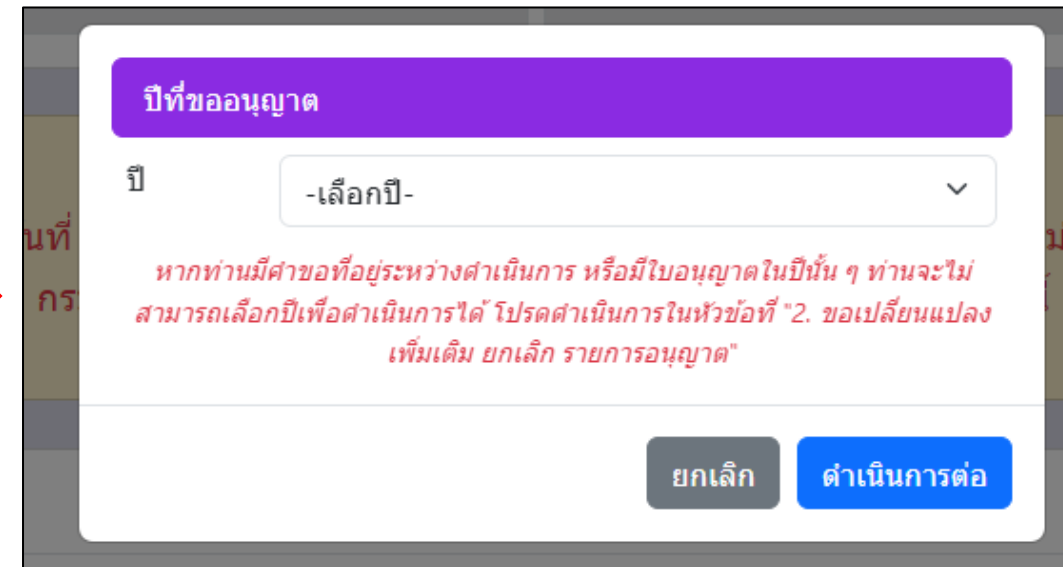 ปีที่ขออนุญาต
ปี
-เลือกปี-
หากท่านมีคำขอที่อยู่ระหว่างดำเนินการ หรือมีใบอนุญาตในปีนั้น ๆ ท่านจะไม่
สามารถเลือกปีเพื่อดำเนินการได้ โปรดดำเนินการในหัวข้อที่ "2. ขอเปลี่ยนแปลง
เพิ่มเติม ยกเลิก รายการอนุญาต"
ยกเลิก
ดำเนินการต่อ